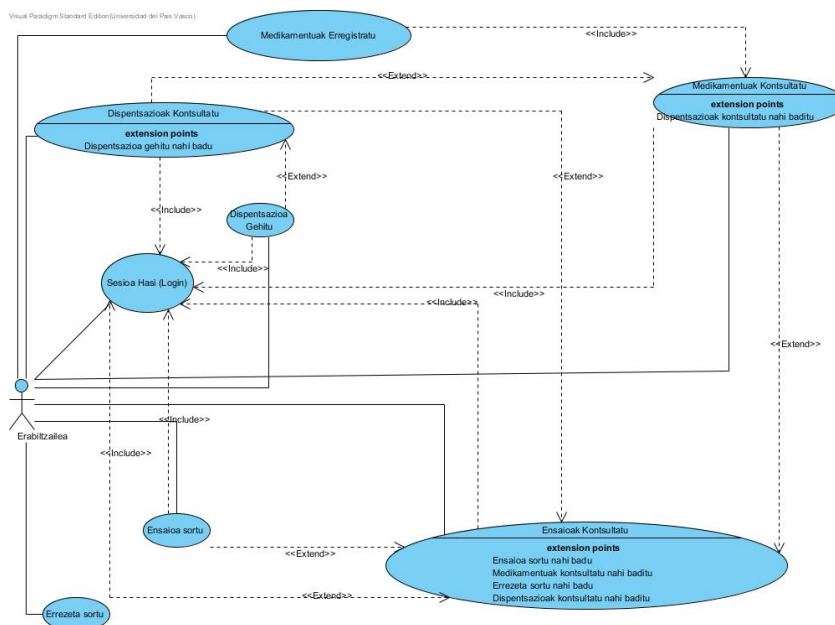 Visual Paradigm Standard Edition(Universidad del Pais Vasco)
Medikamentuak Erregistratu
<<Include>>
<<Extend>>
Medikamentuak Kontsultatu
extension points
Dispentsazioak kontsultatu nahi baditu
Dispentsazioak Kontsultatu
extension points
Dispentsazioa gehitu nahi badu
<<Extend>>
<<Extend>>
<<Include>>
Dispentsazioa
Gehitu
<<Include>>
Sesioa Hasi (Login)
<<Include>>
<<Include>>
<<Extend>>
<<Include>>
Erabiltzailea
<<Include>>
Ensaioa sortu
<<Extend>>
Ensaioak Kontsultatu
extension points
Ensaioa sortu nahi badu
Medikamentuak kontsultatu nahi baditu
Errezeta sortu nahi badu
Dispentsazioak kontsultatu nahi baditu
<<Extend>>
Errezeta sortu